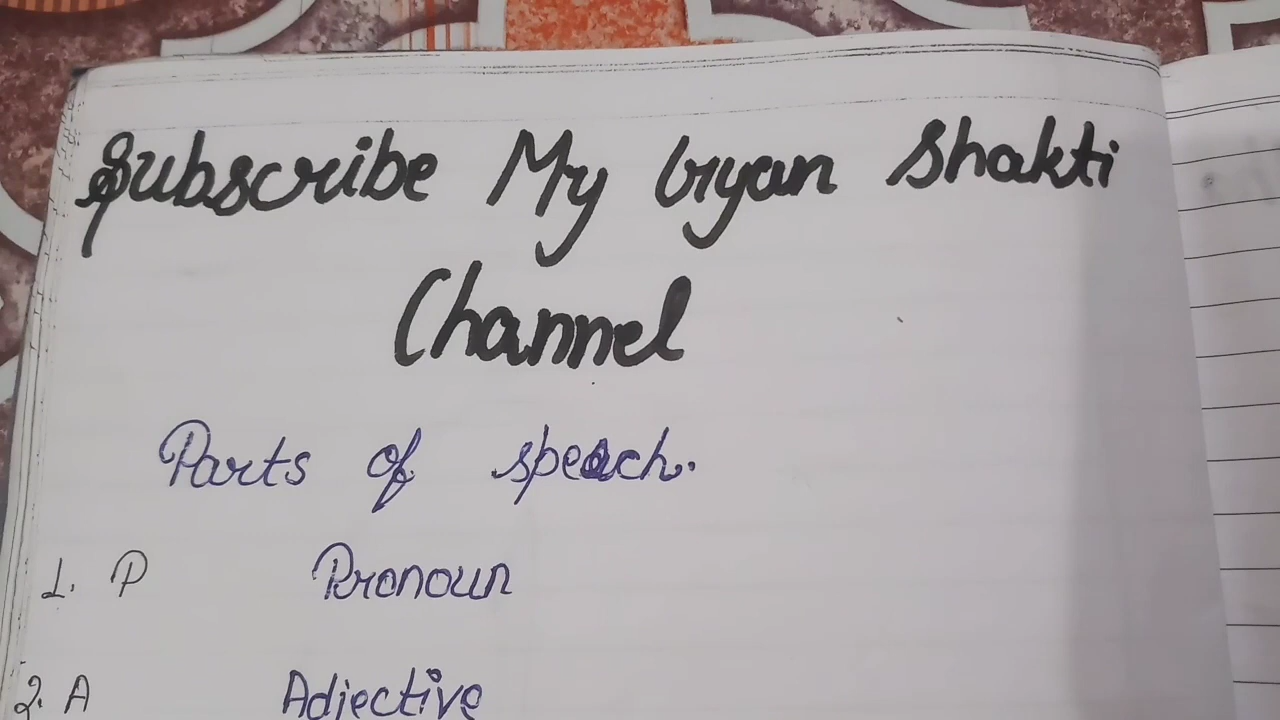 Subscribe My Gyan Shakti
Channel
Parts of speech.
1. P Pronoun
2. A Adjective